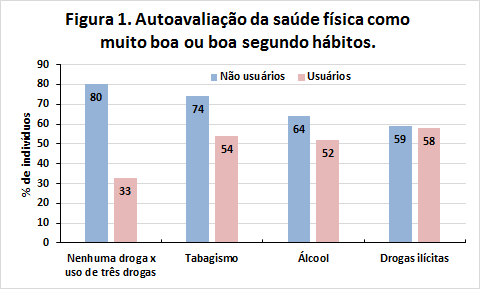 Figura 1. Autoavaliação da saúde física como
muito boa ou boa segundo hábitos.
% de indivíduos
90
80
70
60
50
40
30
20
10
0
Não usuários
Usuários
80
33
74
54
64
52
59
58
Nenhuma droga x
uso de três drogas
Tabagismo
Álcool
Drogas ilícitas